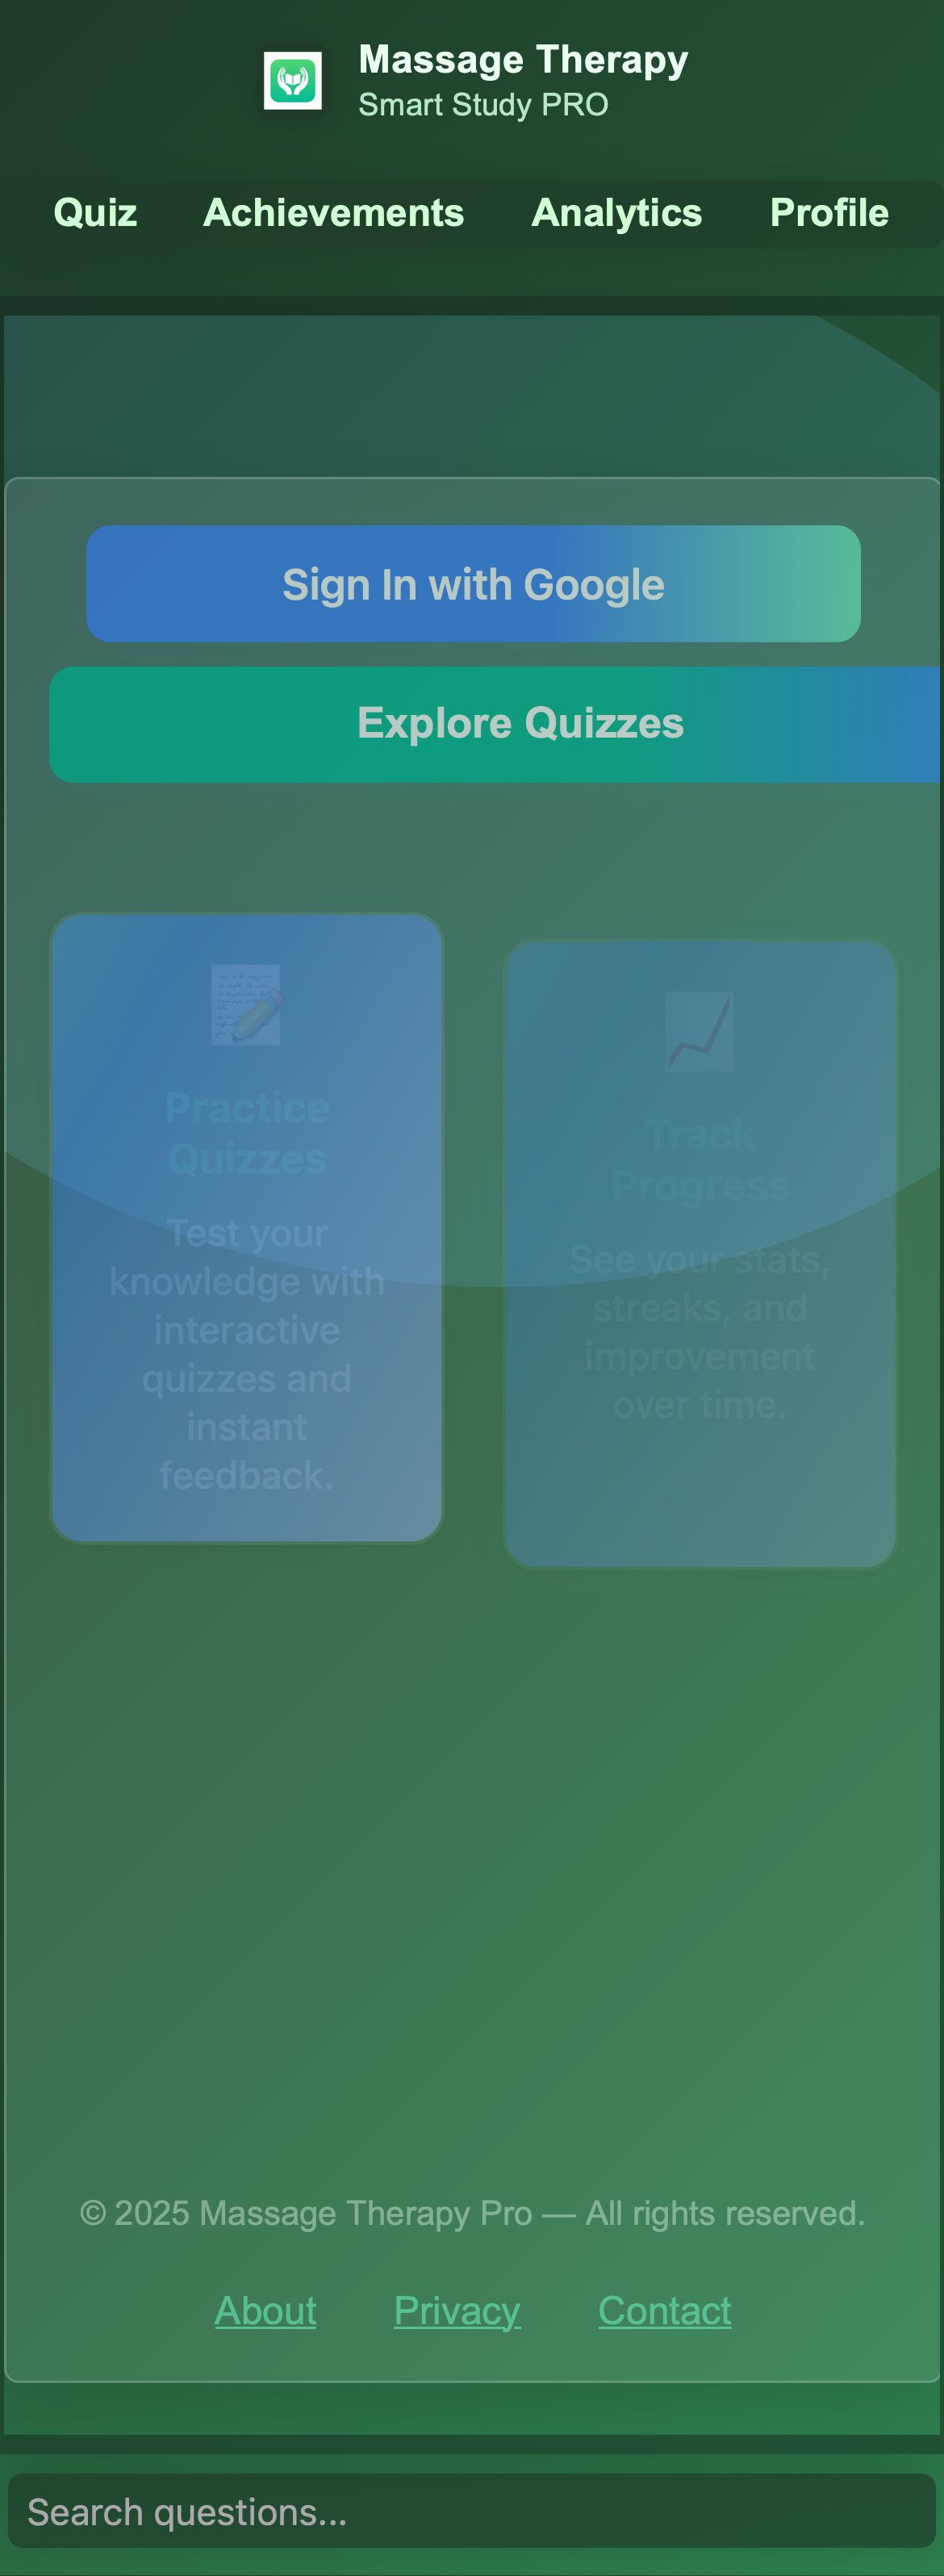 Massage Therapy
Smart Study PRO
Quiz Achievements Analytics Profile
Sign In with Google
Explore Quizzes
Practice
Quizzes
Test your
knowledge with
interactive
quizzes and
instant
feedback.
Track
Progress
See your stats,
streaks, and
improvement
over time.
© 2025 Massage Therapy Pro — All rights reserved.
About Privacy Contact
Search questions...